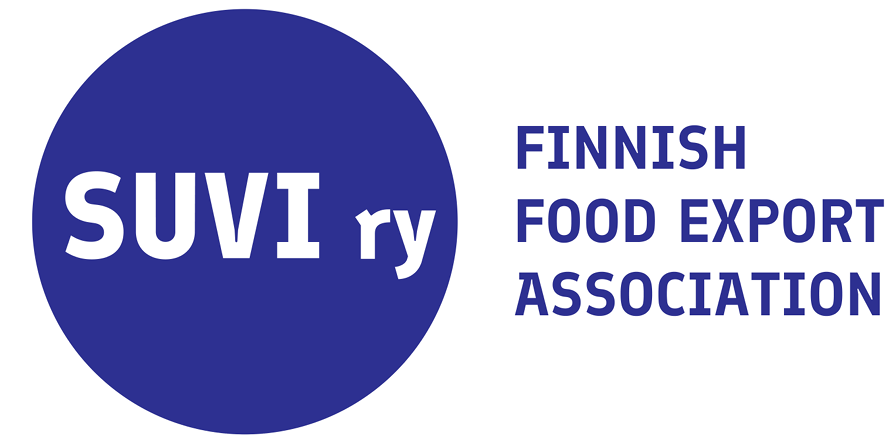 SUVI ry
FINNISH
FOOD EXPORT
ASSOCIATION